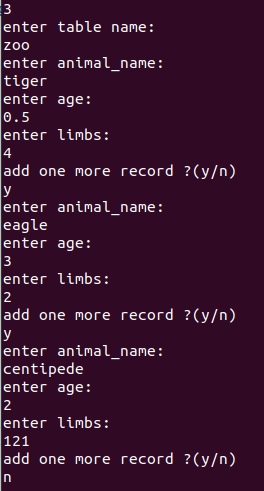 3
enter table name:
zoo
enter animal_name:
tiger
enter age:
0.5
enter limbs:
4
add one more record ?(y/n)
y
enter animal_name:
eagle
enter age:
3
enter limbs:
2
add one more record ?(y/n)
y
enter animal_name:
centipede
enter age:
2
enter limbs:
121
add one more record ?(y/n)
n